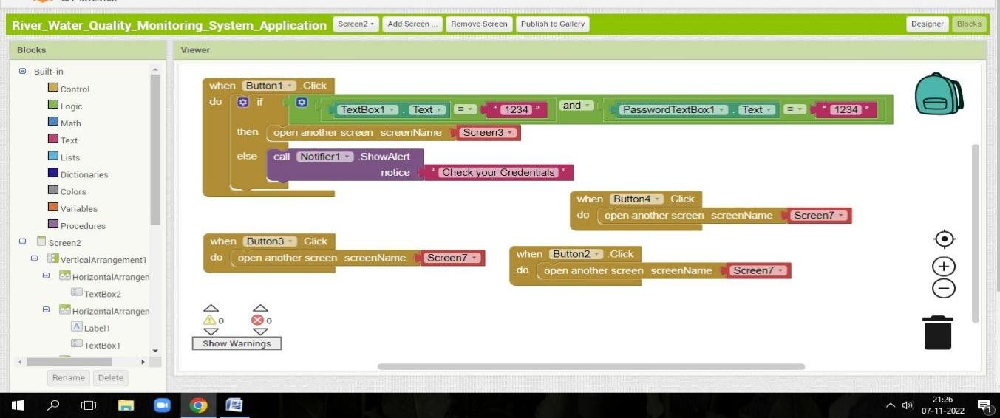 APP INVENTOR
River_Water_Quality_Monitoring_System_Application Screen2 Add Screen ... Remove Screen Publish to Gallery Designer Blocks
Blocks
Built-in
Control
Logic
Math
Text
Lists
Dictionaries
Colors
Variables
Procedures
Screen2
VerticalArrangement1
HorizontalArrangen
TextBox2
HorizontalArrangen
Label1
TextBox1
Rename Delete
Viewer
when Button1 .Click
do if TextBox1 . Text = " 1234 " and PasswordTextBox1 . Text = " 1234 "
then open another screen screenName Screen3
else call Notifier1 .ShowAlert
notice " Check your Credentials "
when Button4 .Click
do open another screen screenName Screen7
when Button3 .Click
do open another screen screenName Screen7
when Button2 .Click
do open another screen screenName Screen7
0 0
Show Warnings
21:26
07-11-2022
1